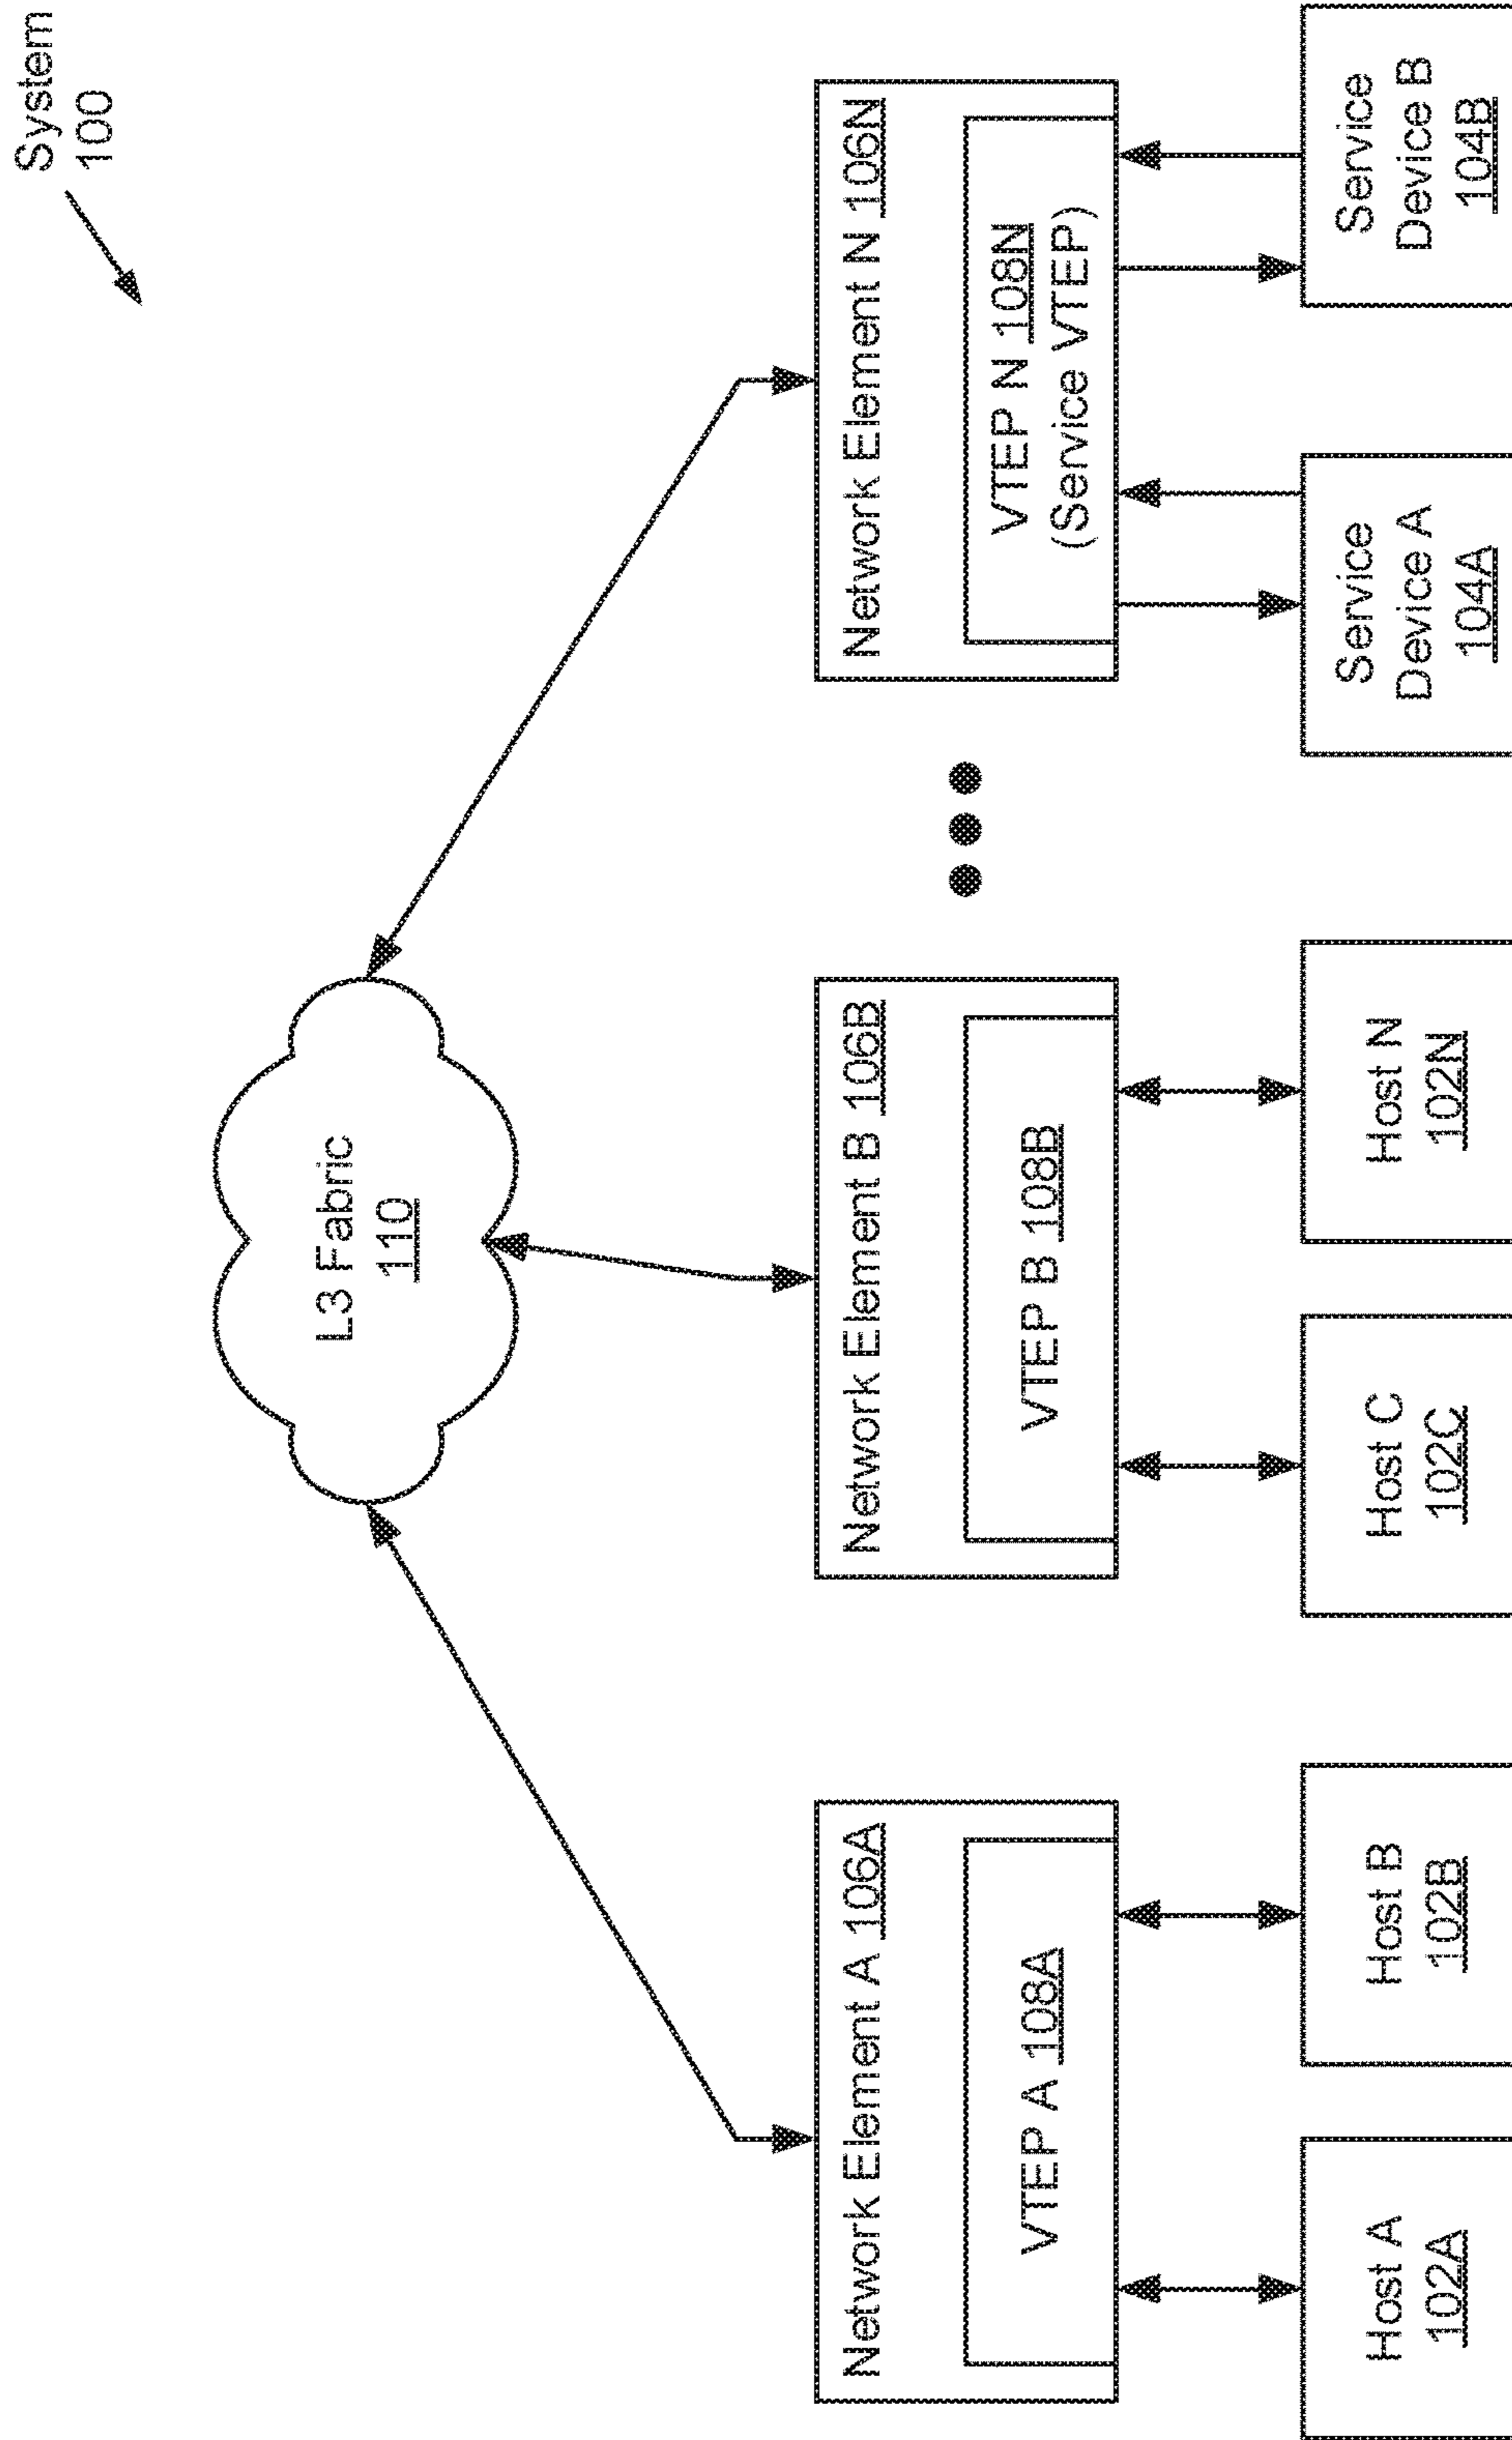 System
100
L3 Fabric
110
Network Element A 106A
VTEP A 108A
Network Element B 106B
VTEP B 108B
Network Element N 106N
VTEP N 108N
(Service VTEP)
Host A
102A
Host B
102B
Host C
102C
Host N
102N
Service
Device A
104A
Service
Device B
104B